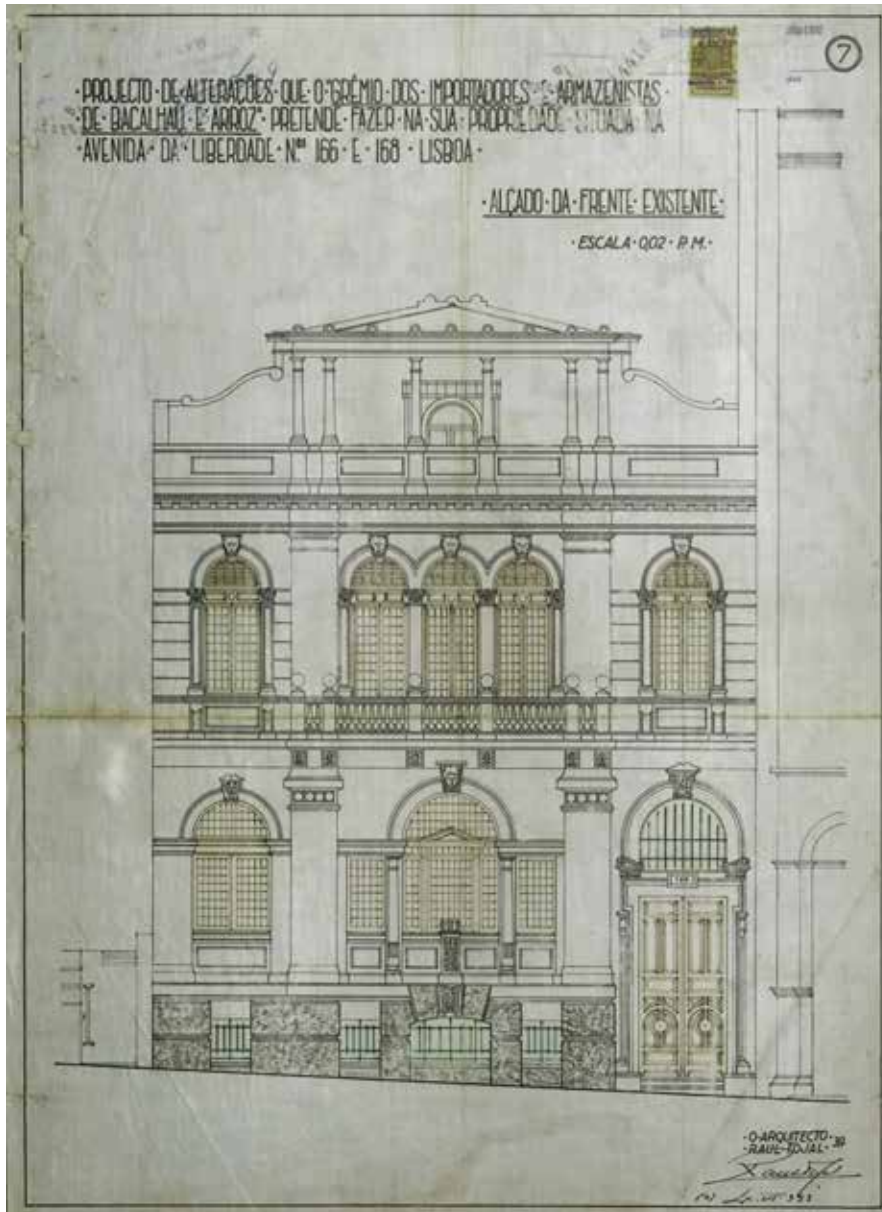 7
·PROJECTO·DE·ALTERAÇÕES·QUE·O·"GRÉMIO·DOS·IMPORTADORES·E·ARMAZENISTAS·
·DE·BACALHAU·E·ARROZ"·PRETENDE·FAZER·NA·SUA·PROPRIEDADE·SITUADA·NA
·AVENIDA·DA·LIBERDADE·Nos·166·E·168·LISBOA·
·ALÇADO·DA·FRENTE·EXISTENTE·
·ESCALA·0,02·P.M.·
168
·O·ARQUITECTO·
·RAUL·TOJAL·